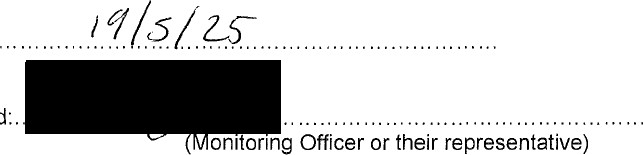 19/5/25
d:
(Monitoring Officer or their representative)